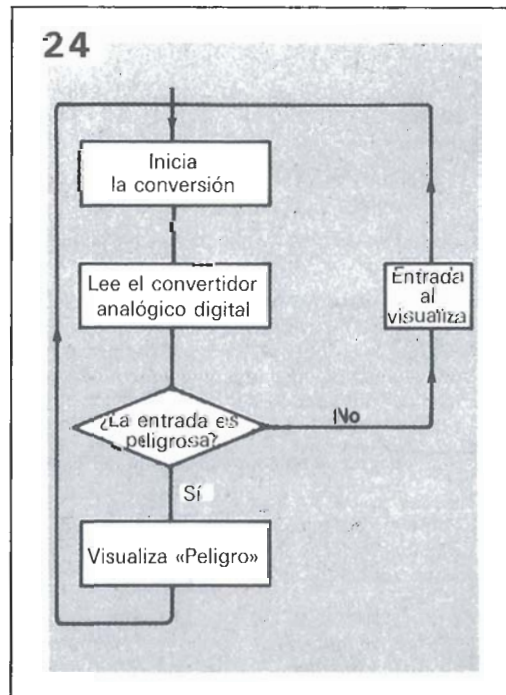 24
Inicia
la conversión
Lee el convertidor
analógico digital
Entrada
al
visualiza
¿La entrada es
peligrosa?
No
Sí
Visualiza «Peligro»